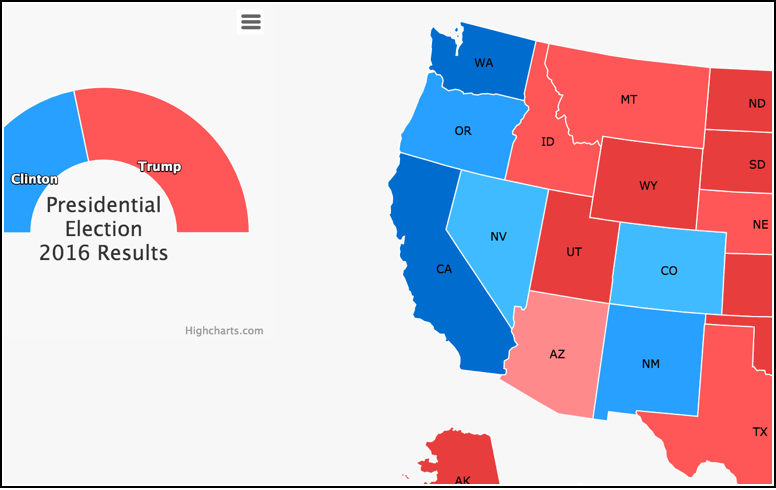 Clinton
Trump
Presidential
Election
2016 Results
Highcharts.com
WA
OR
MT
ID
ND
SD
WY
NE
NV
UT
CO
CA
AZ
NM
TX
AK